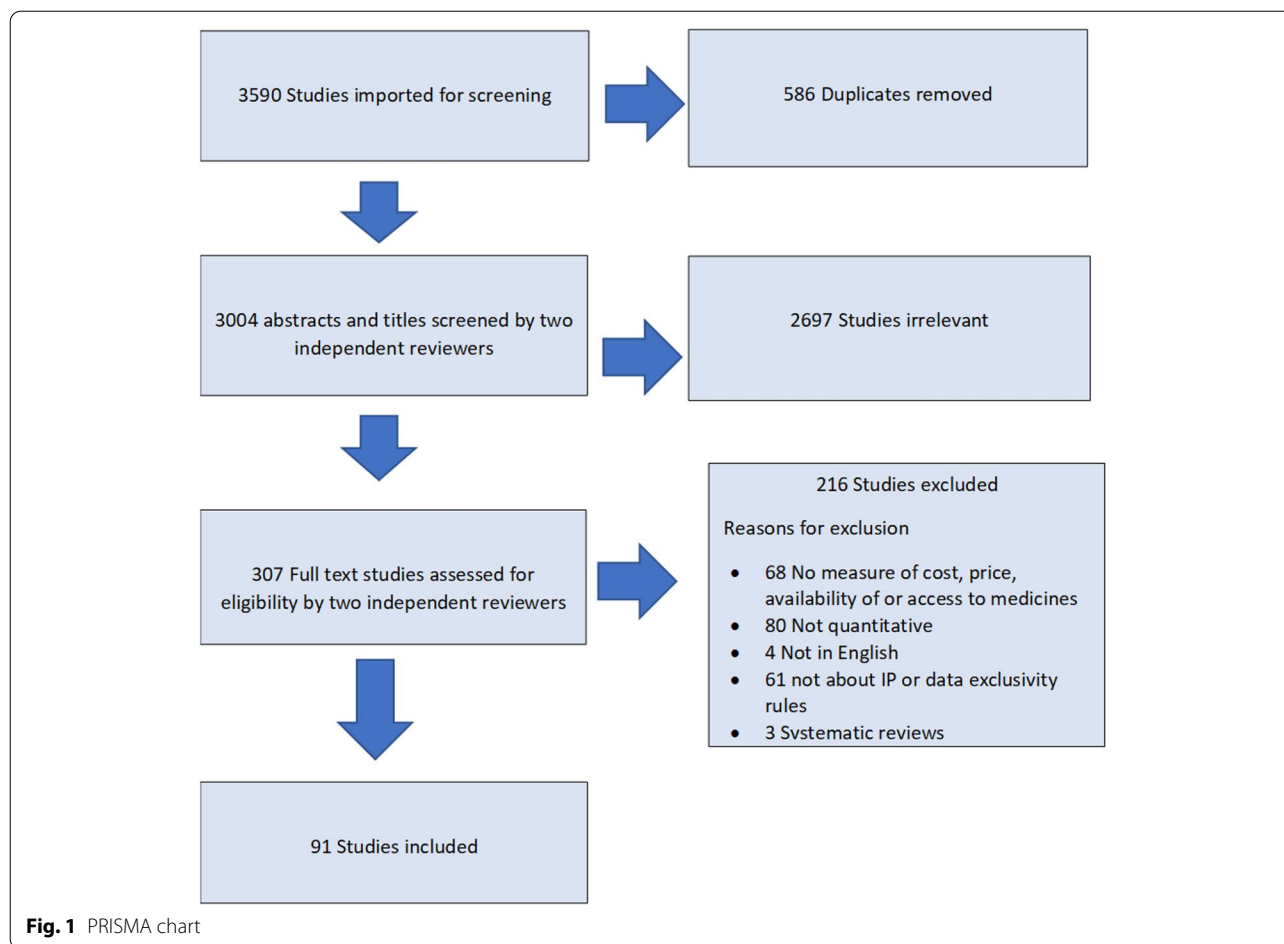 3590 Studies imported for screening
586 Duplicates removed
3004 abstracts and titles screened by two
independent reviewers
2697 Studies irrelevant
307 Full text studies assessed for
eligibility by two independent reviewers
216 Studies excluded
Reasons for exclusion
• 68 No measure of cost, price,
availability of or access to medicines
• 80 Not quantitative
• 4 Not in English
• 61 not about IP or data exclusivity
rules
• 3 Systematic reviews
91 Studies included
Fig. 1 PRISMA chart